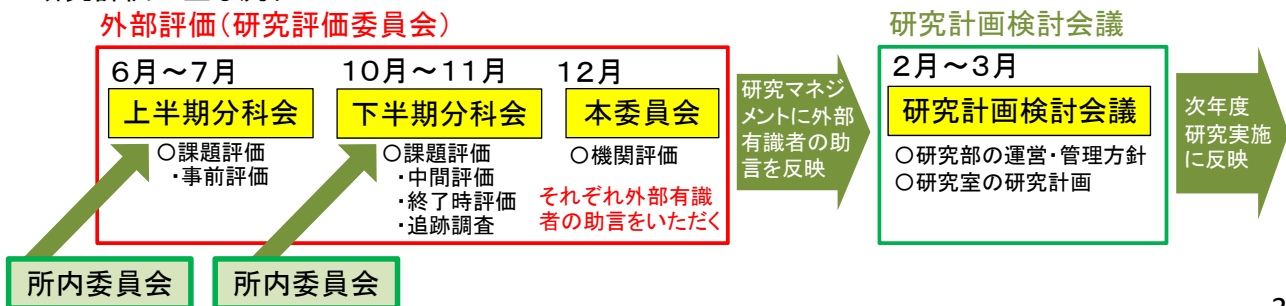 外部評価(研究評価委員会)
6月～7月
上半期分科会
○課題評価
・事前評価
10月～11月
下半期分科会
○課題評価
・中間評価
・終了時評価
・追跡調査
12月
本委員会
○機関評価
それぞれ外部有識
者の助言をいただく
所内委員会
所内委員会
研究マネジ
メントに外部
有識者の助
言を反映
研究計画検討会議
2月～3月
研究計画検討会議
○研究部の運営・管理方針
○研究室の研究計画
次年度
研究実施
に反映